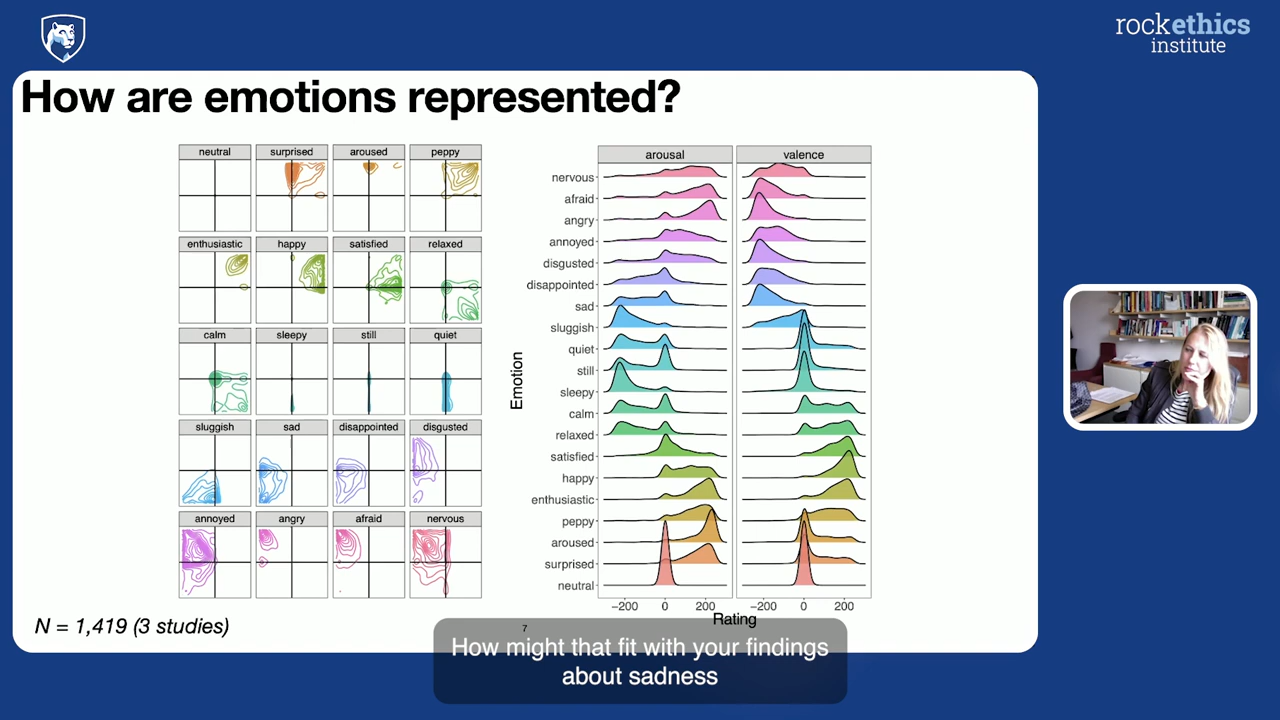 rockethics
institute
How are emotions represented?
neutral
surprised
aroused
peppy
enthusiastic
happy
satisfied
relaxed
calm
sleepy
still
quiet
sluggish
sad
disappointed
disgusted
annoyed
angry
afraid
nervous
arousal
valence
Emotion
nervous
afraid
angry
annoyed
disgusted
disappointed
sad
sluggish
quiet
still
sleepy
calm
relaxed
satisfied
happy
enthusiastic
peppy
aroused
surprised
neutral
−200 0 200
−200 0 200
Rating
N = 1,419 (3 studies)
7
How might that fit with your findings
about sadness